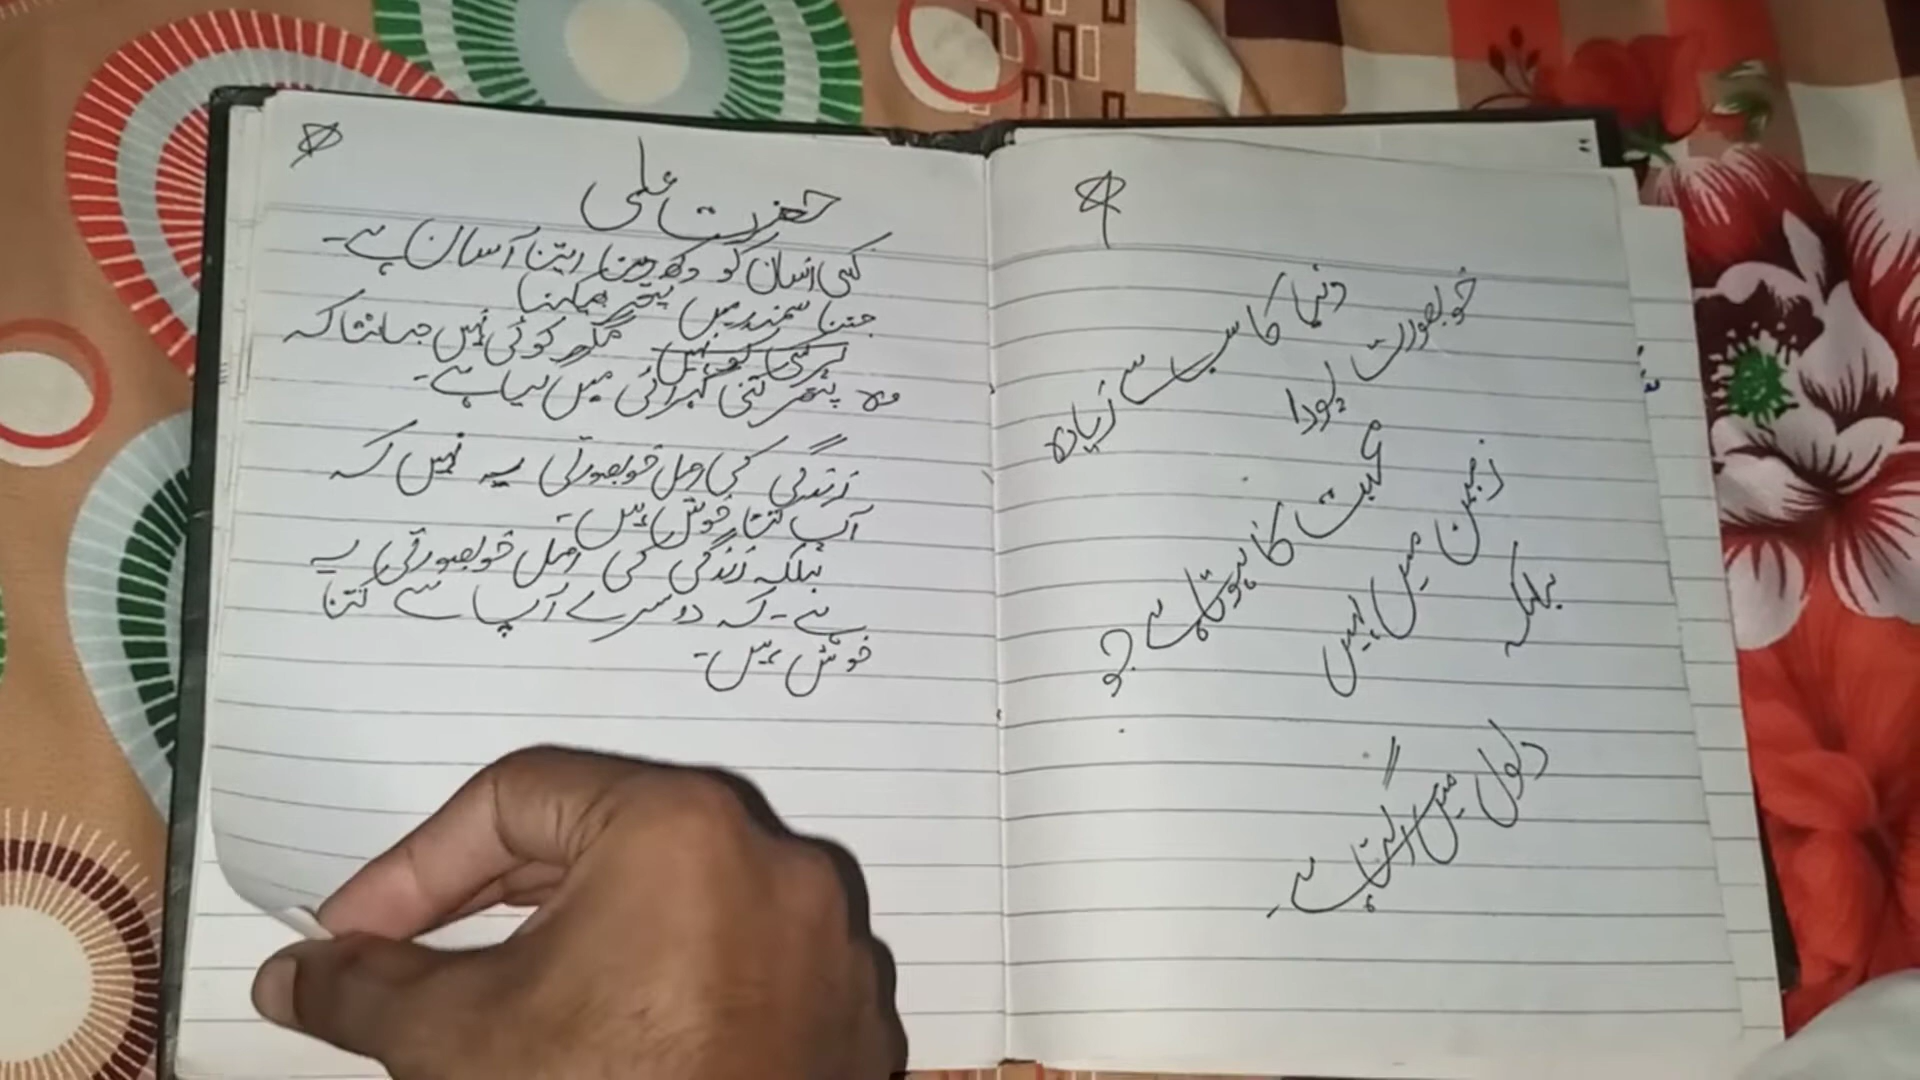 حضرت علی
کسی انسان کو دکھ دینا اتنا آسان ہے۔
جتنا سمندر میں پتھر پھیکنا
مگر کوئی نہیں جانتا کہ
وہ پتھر کتنی گہرائی میں گیا ہے۔
زندگی کی اصل خوبصورتی یہ نہیں کہ
آپ کتنا خوش ہیں۔
بلکہ زندگی کی اصل خوبصورتی یہ
ہے۔ کہ دوسرے آپ سے کتنا
خوش ہیں۔
دنیا کا سب سے زیادہ
خوبصورت پودا
محبت کا ہوتا ہے جو
زمین میں نہیں
بلکہ
دلوں میں اگتا ہے